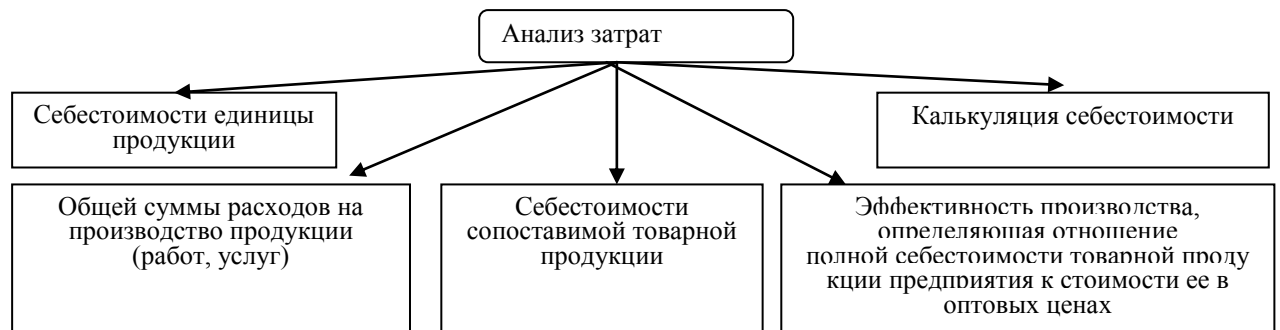 Анализ затрат
Себестоимости единицы
продукции
Калькуляция себестоимости
Общей суммы расходов на
производство продукции
(работ, услуг)
Себестоимости
сопоставимой товарной
продукции
Эффективность производства,
определяющая отношение
полной себестоимости товарной проду
кции предприятия к стоимости ее в
оптовых ценах